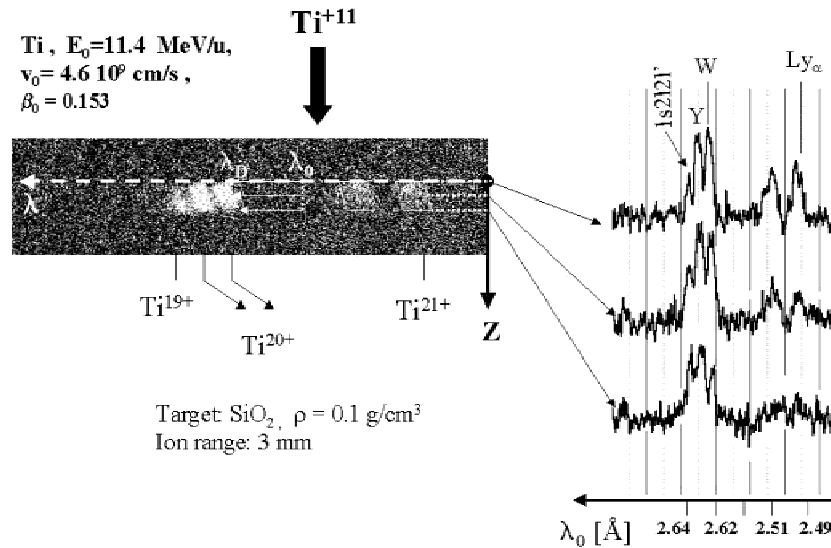 Ti⁺¹¹
Ti , E₀=11.4 MeV/u,
v₀= 4.6 10⁹ cm/s ,
β₀ = 0.153
λ_D
λ₀
λ
Ti¹⁹⁺
Ti²⁰⁺
Ti²¹⁺
Z
Target: SiO₂ , ρ = 0.1 g/cm³
Ion range: 3 mm
1s2l2l'
Y
W
Ly_α
λ₀ [Å]
2.64 2.62 2.51 2.49